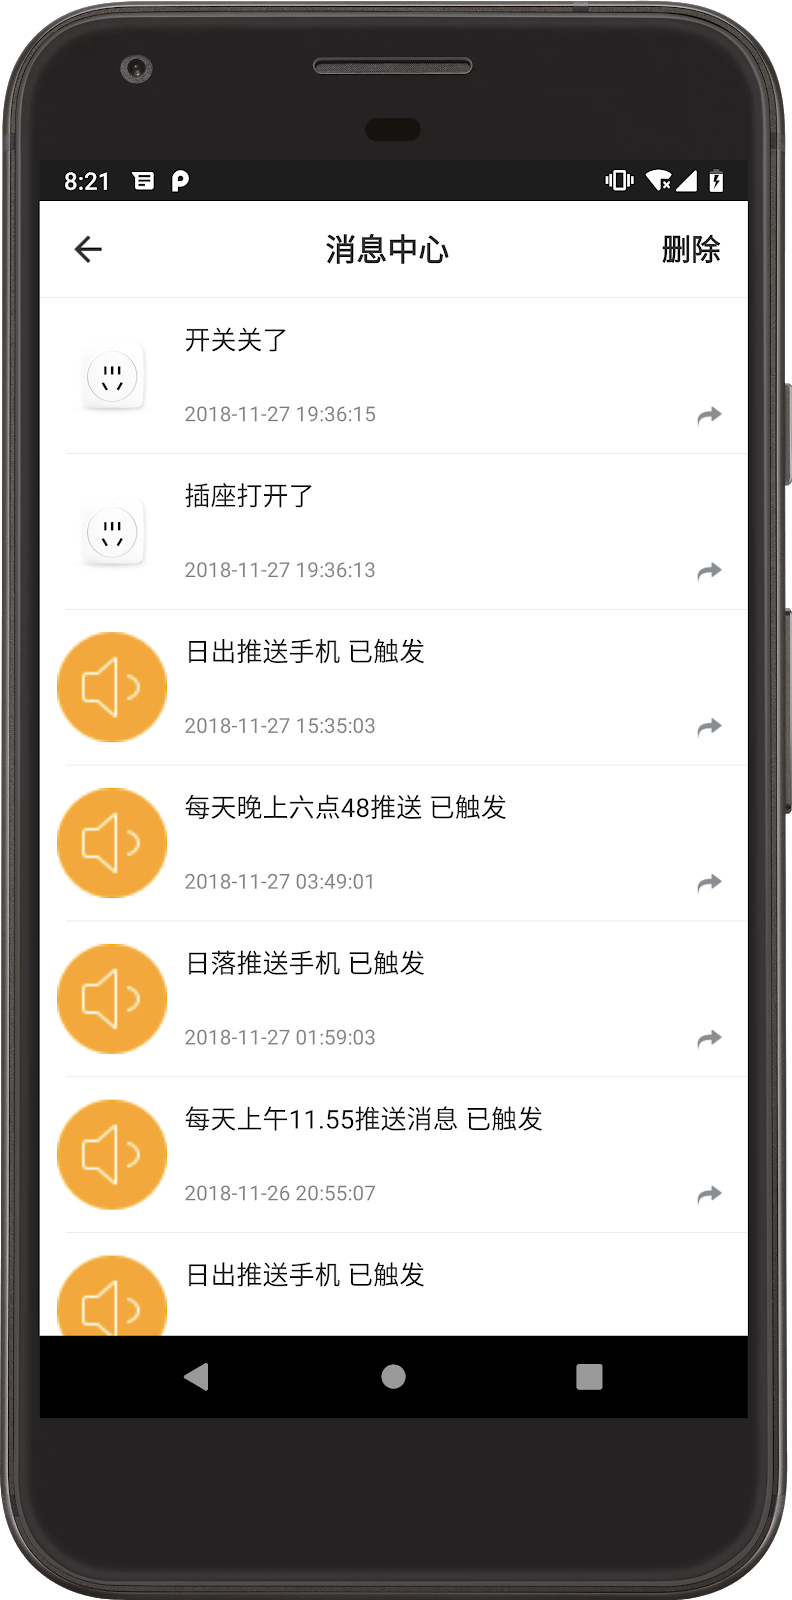 8:21
消息中心
删除
开关关了
2018-11-27 19:36:15
插座打开了
2018-11-27 19:36:13
日出推送手机 已触发
2018-11-27 15:35:03
每天晚上六点48推送 已触发
2018-11-27 03:49:01
日落推送手机 已触发
2018-11-27 01:59:03
每天上午11.55推送消息 已触发
2018-11-26 20:55:07
日出推送手机 已触发